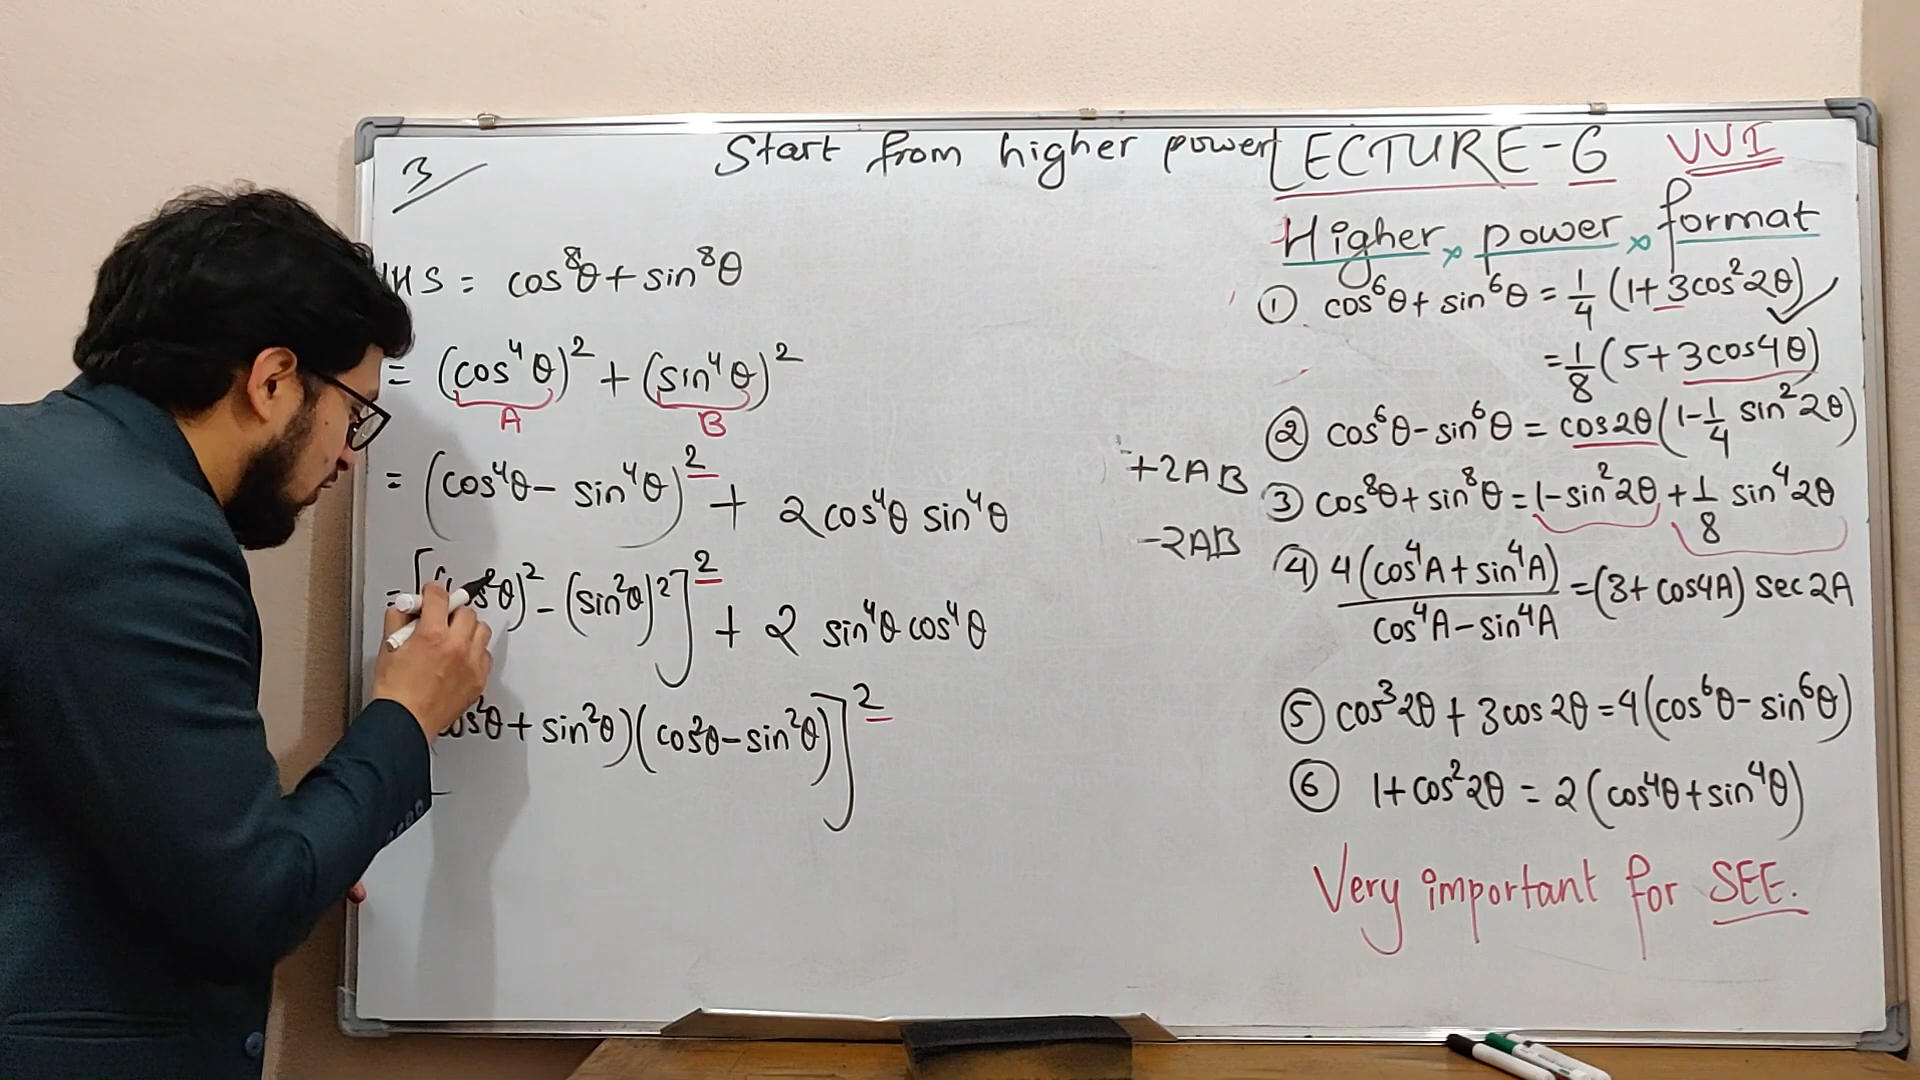 3
Start from higher power
LHS = cos⁸θ + sin⁸θ
= (cos⁴θ)² + (sin⁴θ)²
A B
= (cos⁴θ - sin⁴θ)² + 2cos⁴θ sin⁴θ
= [(cos²θ)² - (sin²θ)²]² + 2 sin⁴θ cos⁴θ
cos²θ + sin²θ)(cos²θ - sin²θ)]²
+2AB
-2AB
LECTURE-6 VVI
Higher power format
① cos⁶θ + sin⁶θ = 1/4 (1+3cos²2θ)
= 1/8 (5+3cos4θ)
② cos⁶θ - sin⁶θ = cos2θ(1-1/4 sin²2θ)
③ cos⁸θ + sin⁸θ = 1-sin²2θ + 1/8 sin⁴2θ
④ 4(cos⁴A + sin⁴A)/cos⁴A - sin⁴A = (3+cos4A) sec2A
⑤ cos³2θ + 3cos2θ = 4(cos⁶θ - sin⁶θ)
⑥ 1+cos²2θ = 2(cos⁴θ + sin⁴θ)
Very important for SEE.